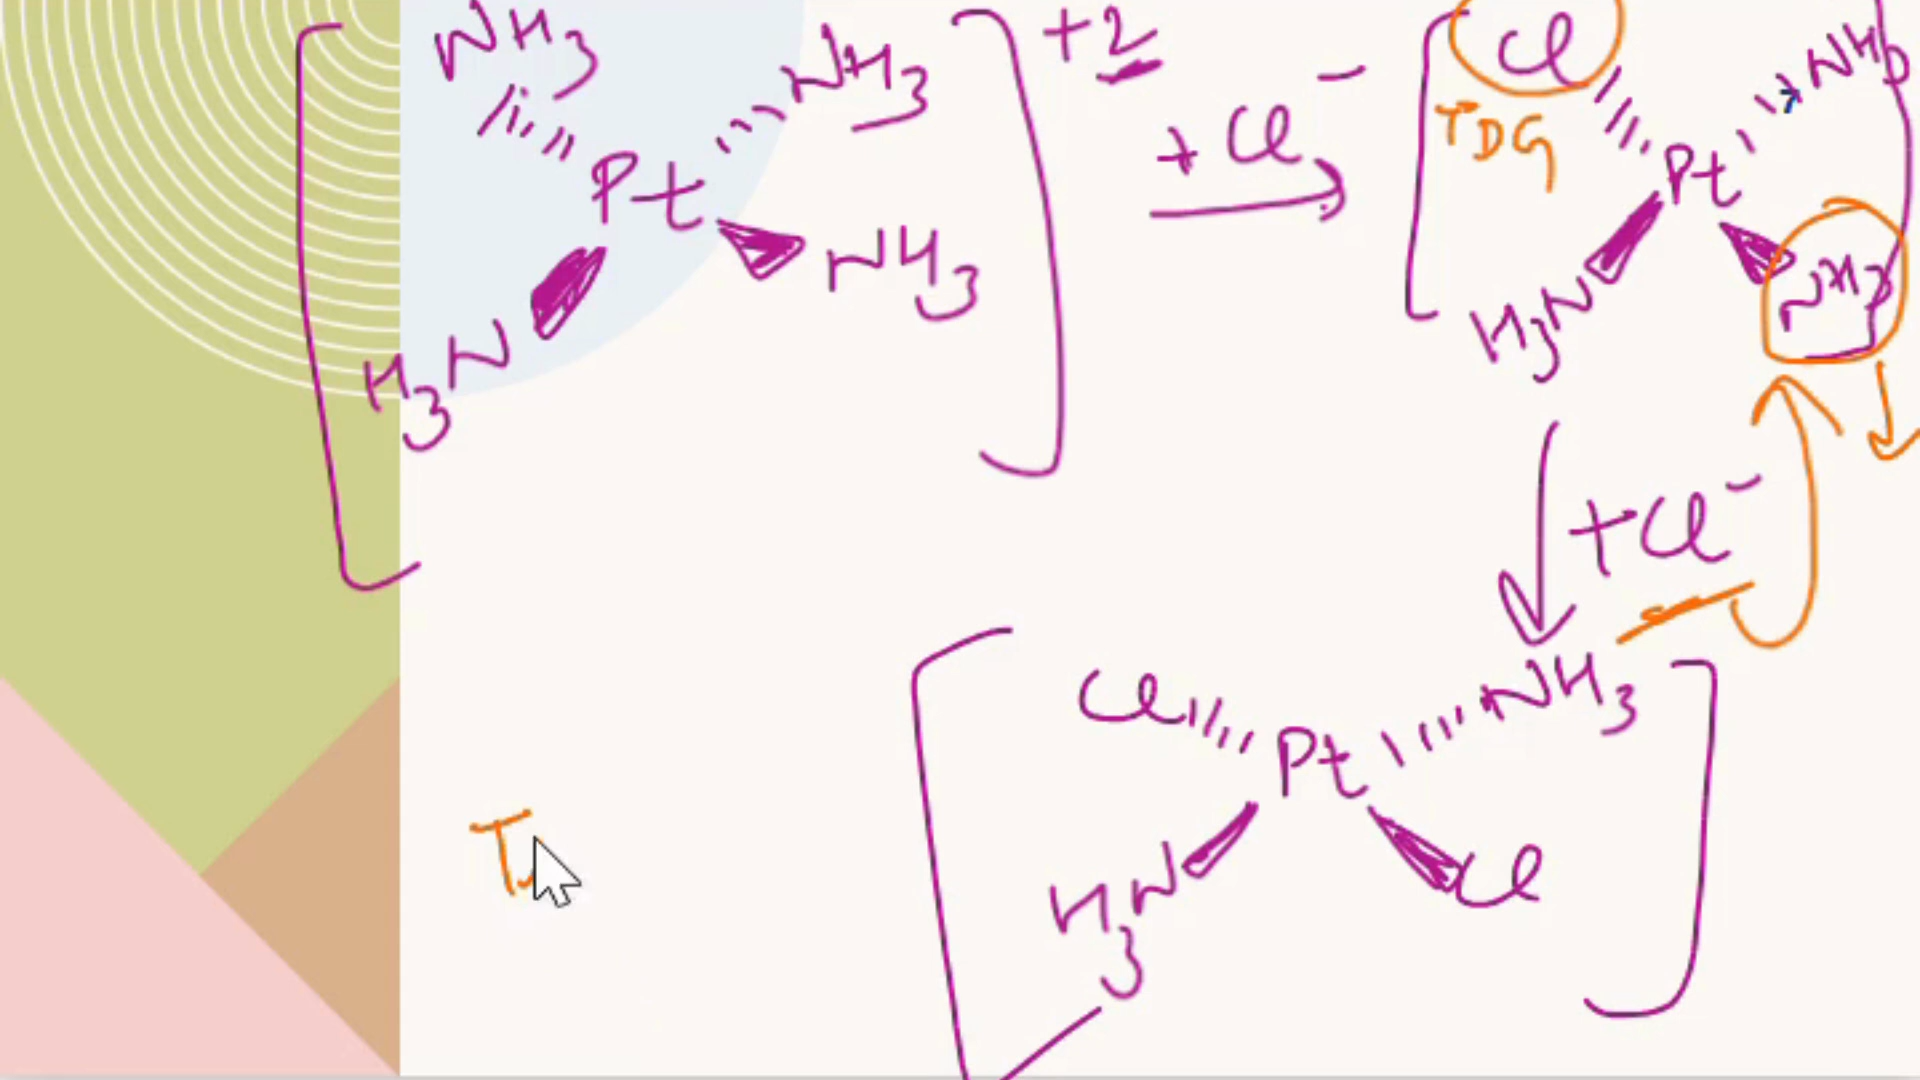 [NH3 NH3 Pt H3N NH3]+2
+ Cl-
[Cl NH3 Pt H3N NH3
TDG
+Cl-
[Cl NH3 Pt H3N Cl]
T